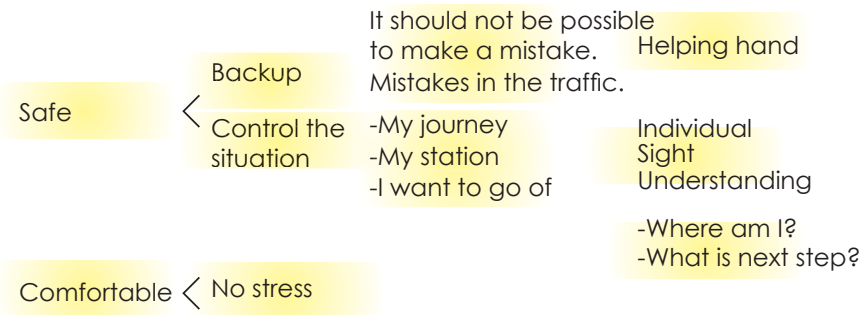 Safe
Backup
It should not be possible
to make a mistake.
Mistakes in the traffic.
Helping hand
Control the
situation
-My journey
-My station
-I want to go of
Individual
Sight
Understanding
-Where am I?
-What is next step?
Comfortable
No stress